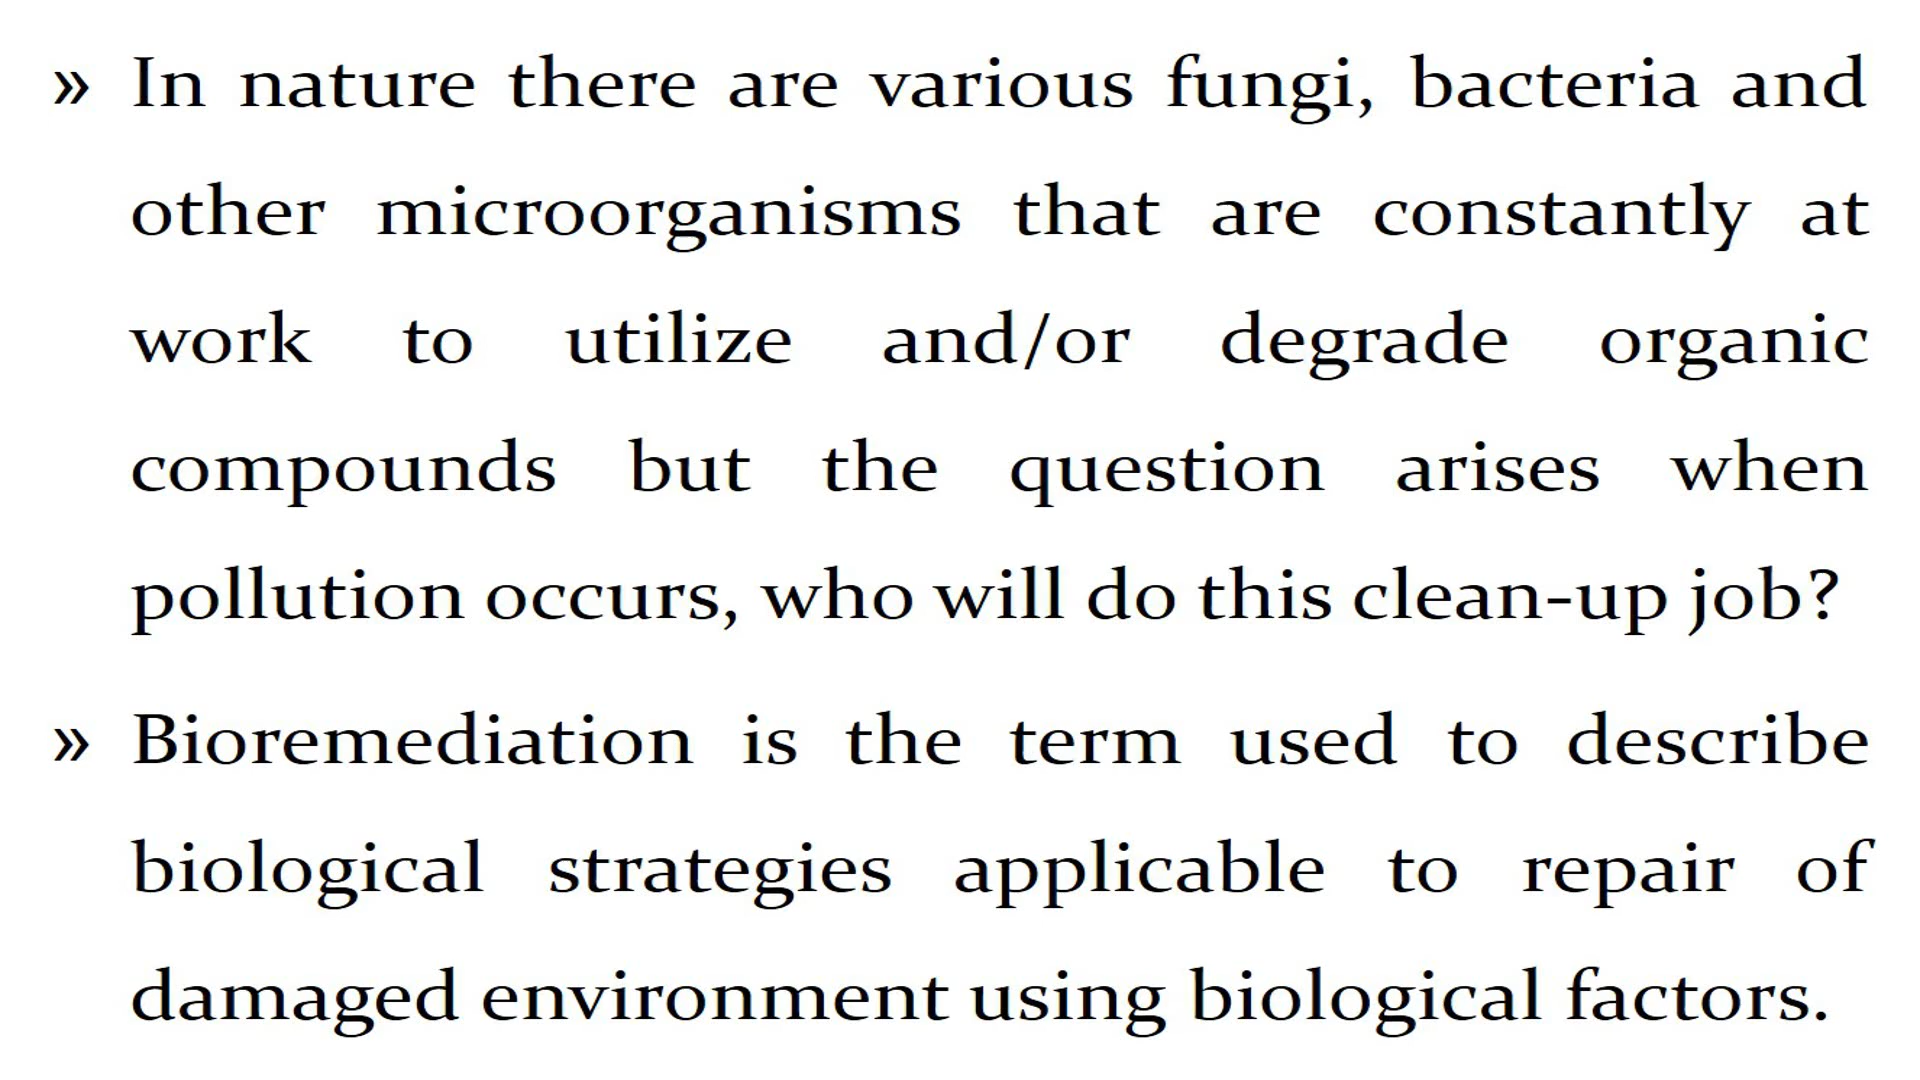 » In nature there are various fungi, bacteria and
other microorganisms that are constantly at
work to utilize and/or degrade organic
compounds but the question arises when
pollution occurs, who will do this clean-up job?
» Bioremediation is the term used to describe
biological strategies applicable to repair of
damaged environment using biological factors.